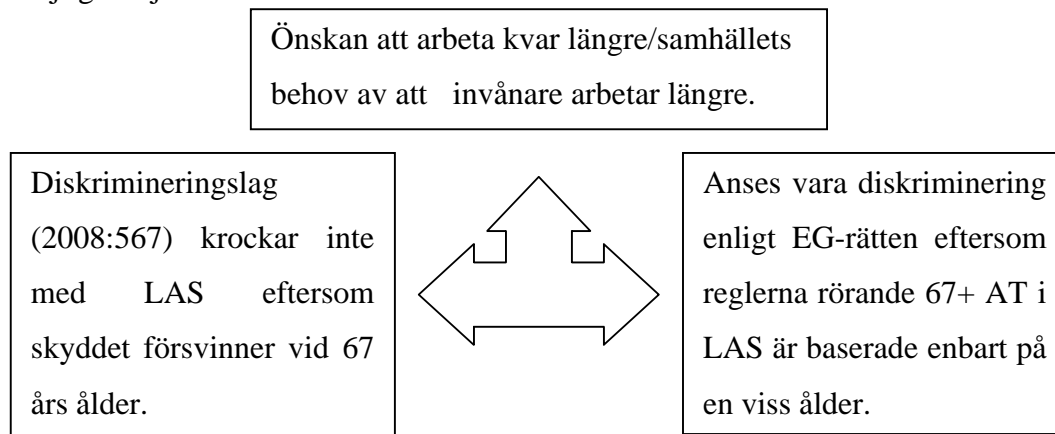 Önskan att arbeta kvar längre/samhällets
behov av att invånare arbetar längre.
Diskrimineringslag
(2008:567) krockar inte
med LAS eftersom
skyddet försvinner vid 67
års ålder.
Anses vara diskriminering
enligt EG-rätten eftersom
reglerna rörande 67+ AT i
LAS är baserade enbart på
en viss ålder.